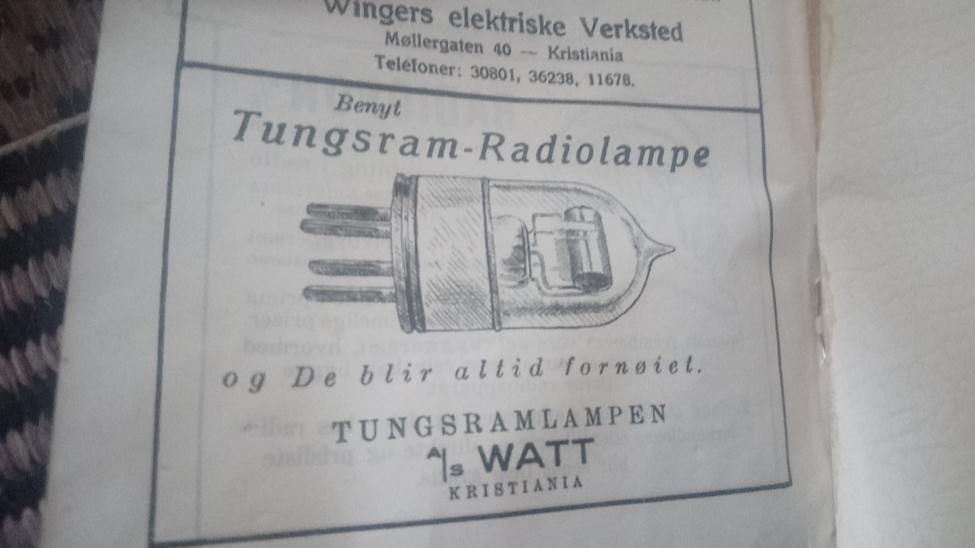 Wingers elektriske Verksted
Møllergaten 40 — Kristiania
Telefoner: 30801, 36238, 11678.
Benyt
Tungsram-Radiolampe
og De blir altid fornøiet.
TUNGSRAMLAMPEN
A/S WATT
KRISTIANIA